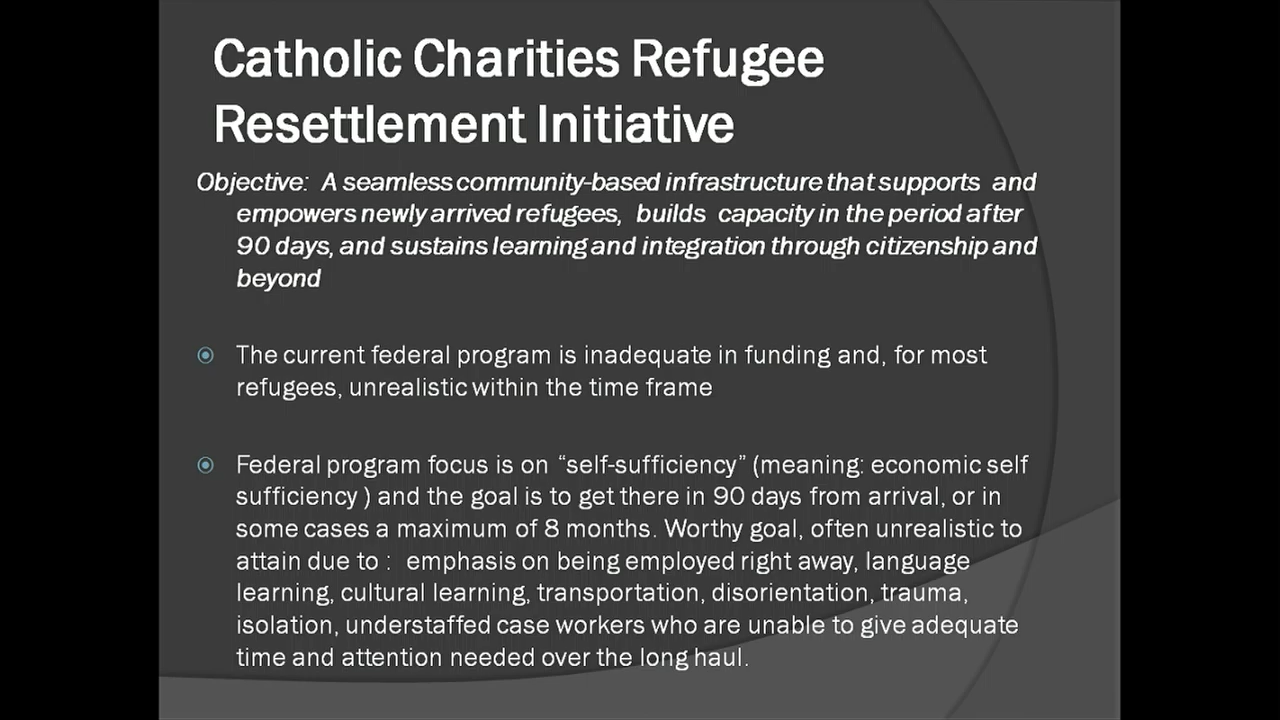 Catholic Charities Refugee
Resettlement Initiative
Objective: A seamless community-based infrastructure that supports and
empowers newly arrived refugees, builds capacity in the period after
90 days, and sustains learning and integration through citizenship and
beyond
The current federal program is inadequate in funding and, for most
refugees, unrealistic within the time frame
Federal program focus is on “self-sufficiency” (meaning: economic self
sufficiency ) and the goal is to get there in 90 days from arrival, or in
some cases a maximum of 8 months. Worthy goal, often unrealistic to
attain due to : emphasis on being employed right away, language
learning, cultural learning, transportation, disorientation, trauma,
isolation, understaffed case workers who are unable to give adequate
time and attention needed over the long haul.